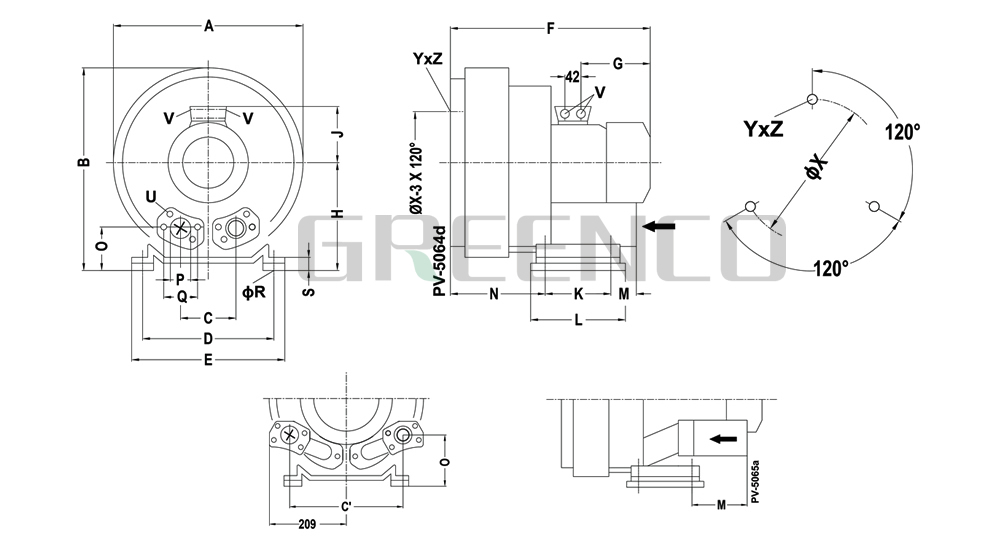 A
F
YxZ
42
G
V V
V
J
B
YxZ
120°
ϕX
ØX-3 X 120°
U
H
O
GREENCO
PV-5064d
P
Q
ϕR
S
120°
N
K
M
C
L
D
E
O
C'
209
M
PV-5065a